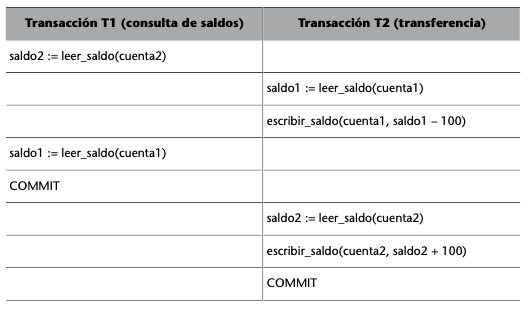 Transacción T1 (consulta de saldos) Transacción T2 (transferencia)
saldo2 := leer_saldo(cuenta2)
saldo1 := leer_saldo(cuenta1)
escribir_saldo(cuenta1, saldo1 – 100)
saldo1 := leer_saldo(cuenta1)
COMMIT
saldo2 := leer_saldo(cuenta2)
escribir_saldo(cuenta2, saldo2 + 100)
COMMIT